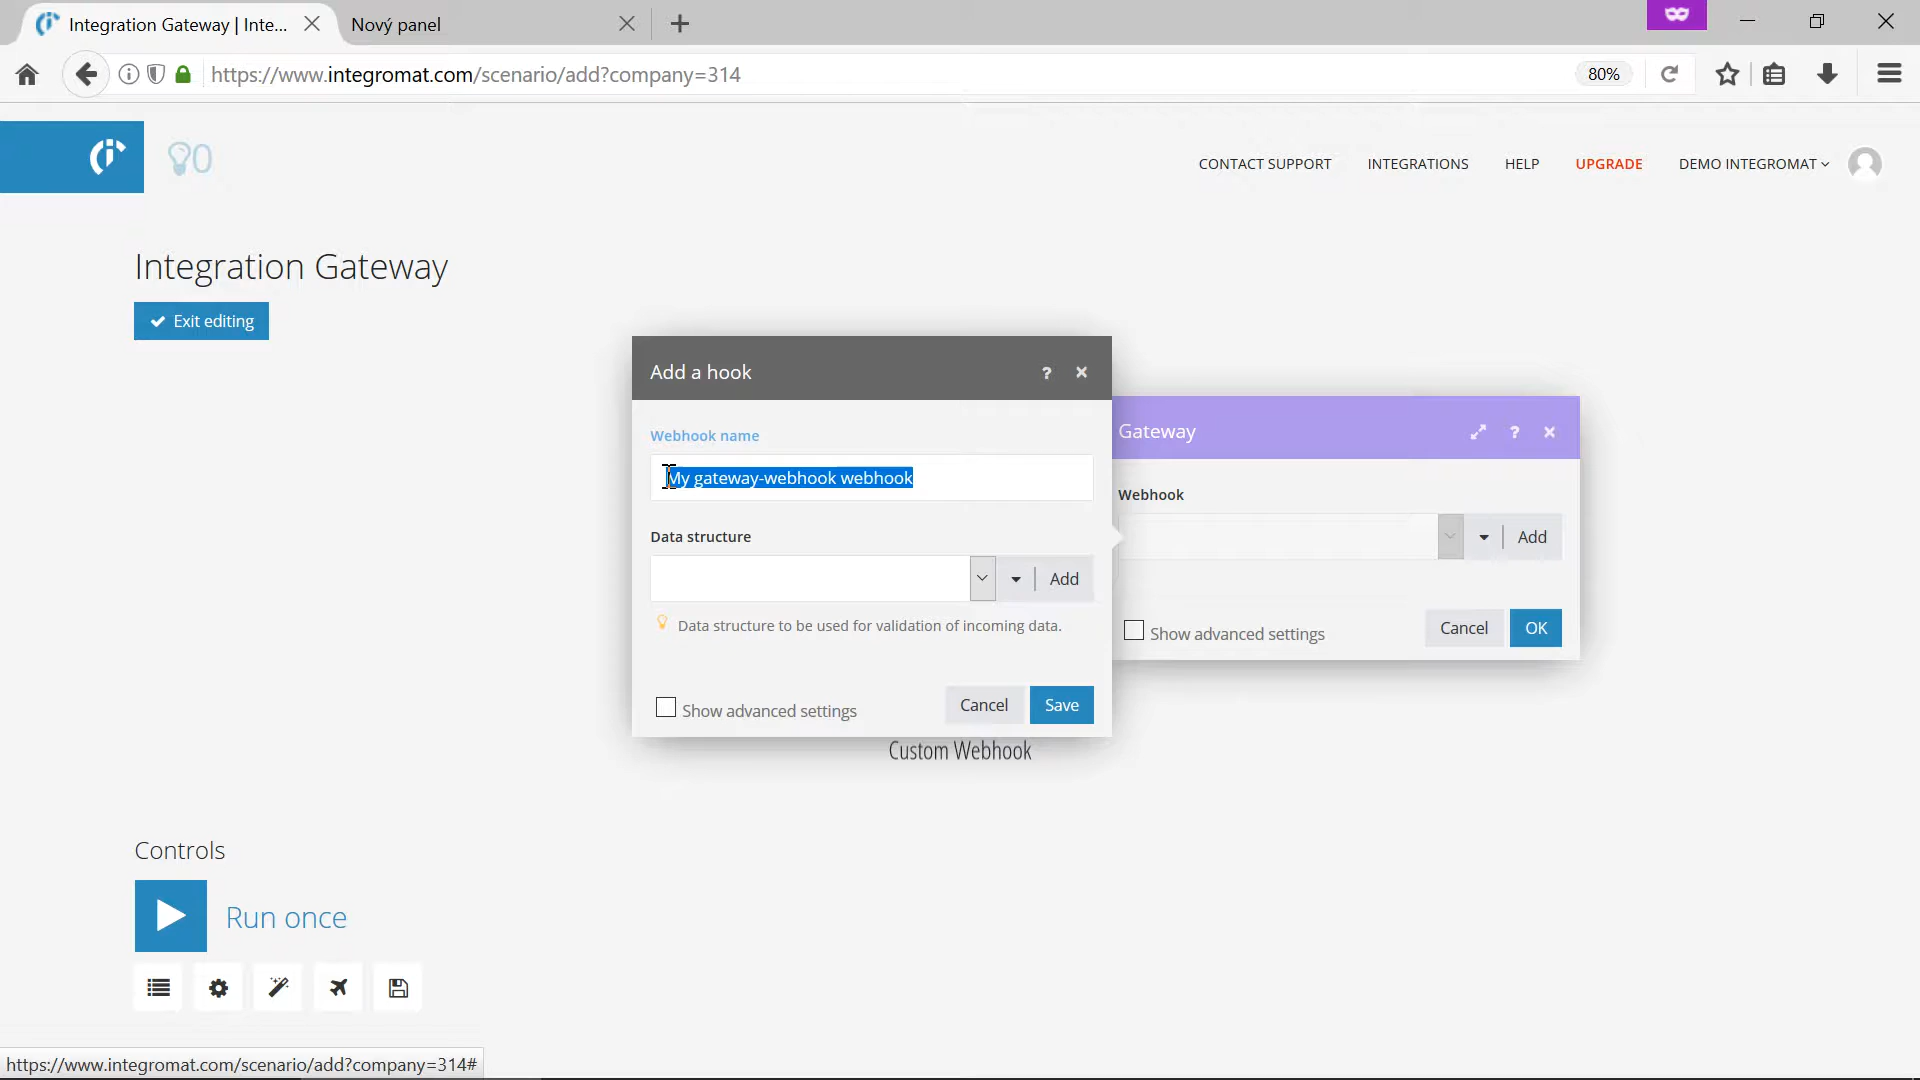 Integration Gateway | Inte...
Nový panel
https://www.integromat.com/scenario/add?company=314
80%
0
CONTACT SUPPORT
INTEGRATIONS
HELP
UPGRADE
DEMO INTEGROMAT
Integration Gateway
Exit editing
Add a hook
?
Webhook name
My gateway-webhook webhook
Data structure
Add
Data structure to be used for validation of incoming data.
Show advanced settings
Cancel
Save
Gateway
?
Webhook
Add
Show advanced settings
Cancel
OK
Custom Webhook
Controls
Run once
https://www.integromat.com/scenario/add?company=314#